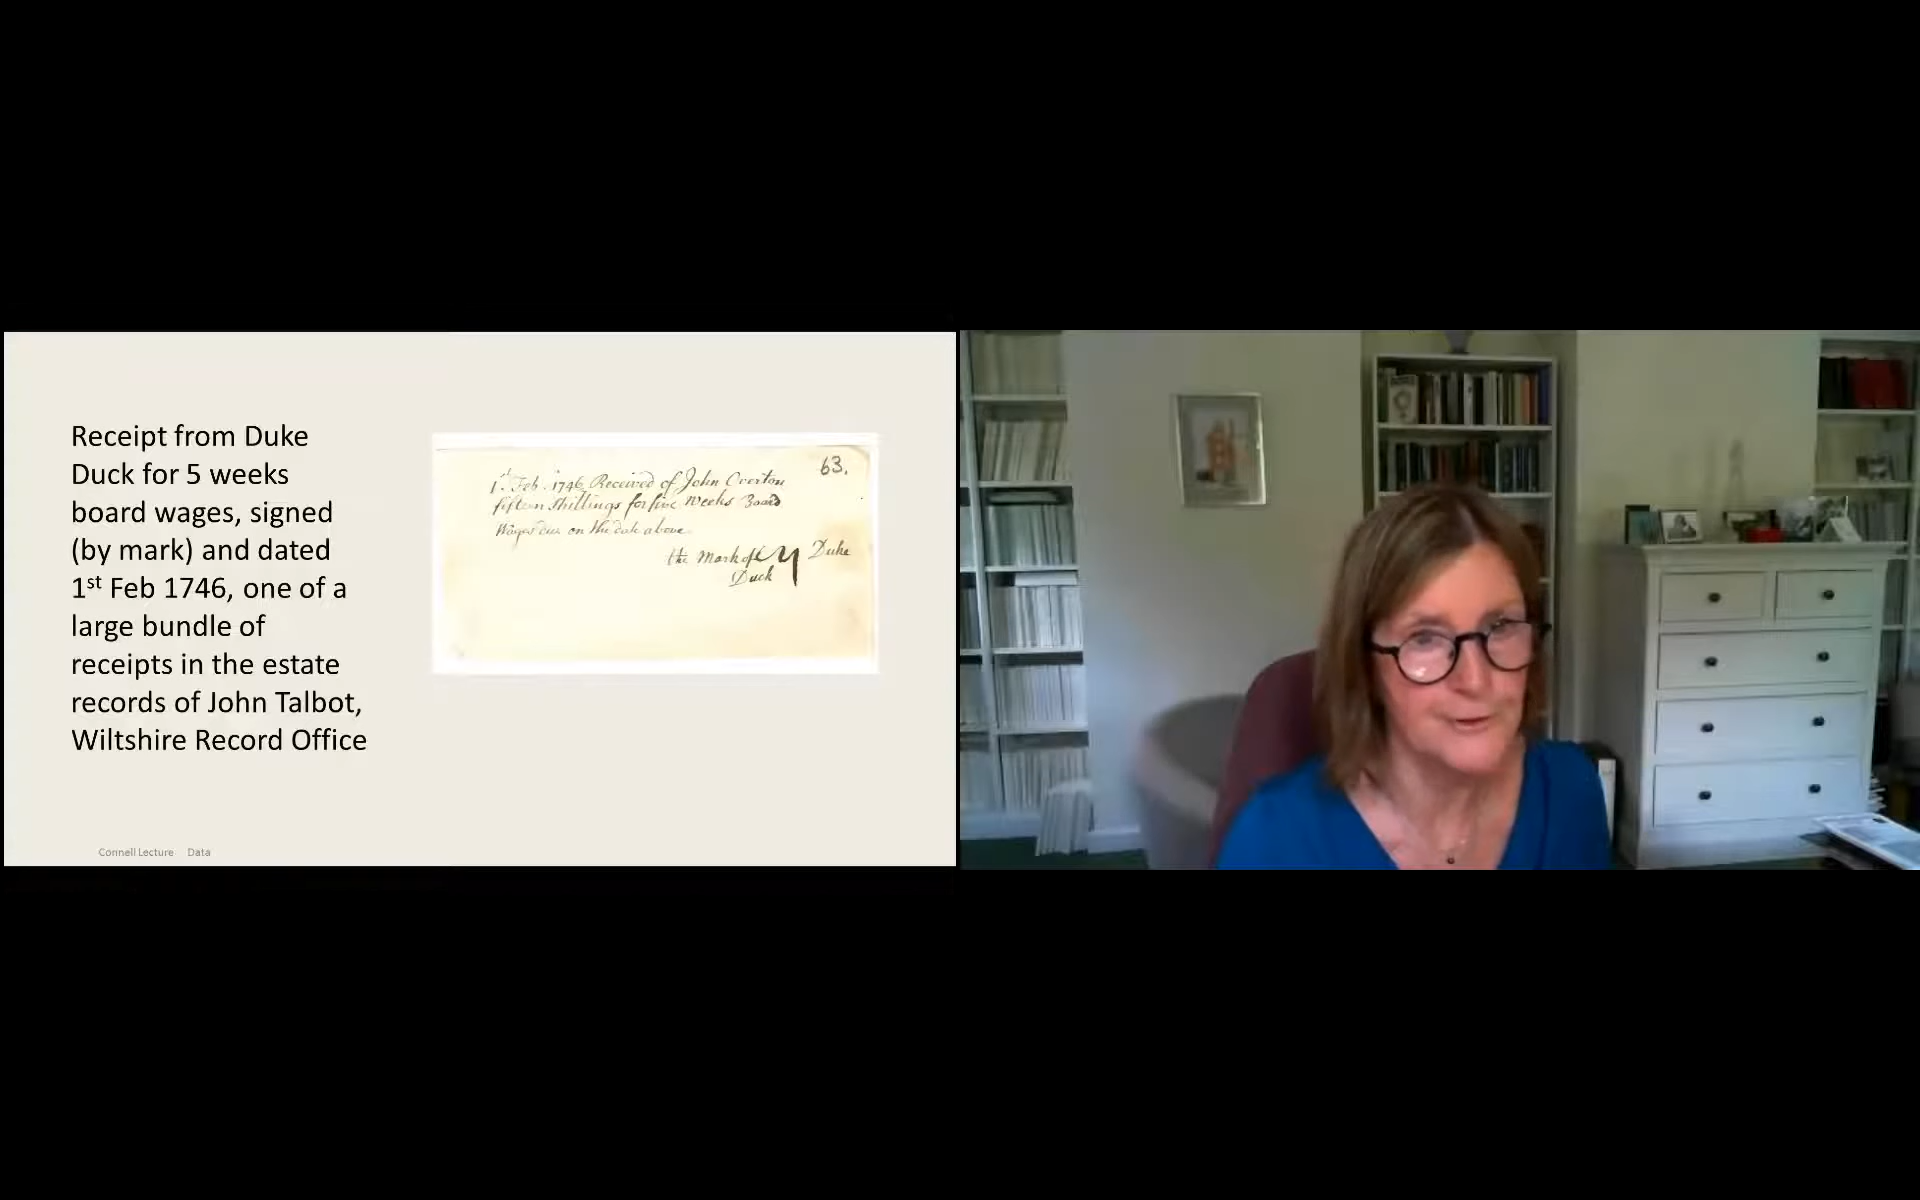 Receipt from Duke
Duck for 5 weeks
board wages, signed
(by mark) and dated
1st Feb 1746, one of a
large bundle of
receipts in the estate
records of John Talbot,
Wiltshire Record Office
63.
1st Feb. 1746 Received of John Overton
fifteen shillings for five weeks Board
Wages due on the date above
the Mark of Duke
Duck
Connell Lecture Data